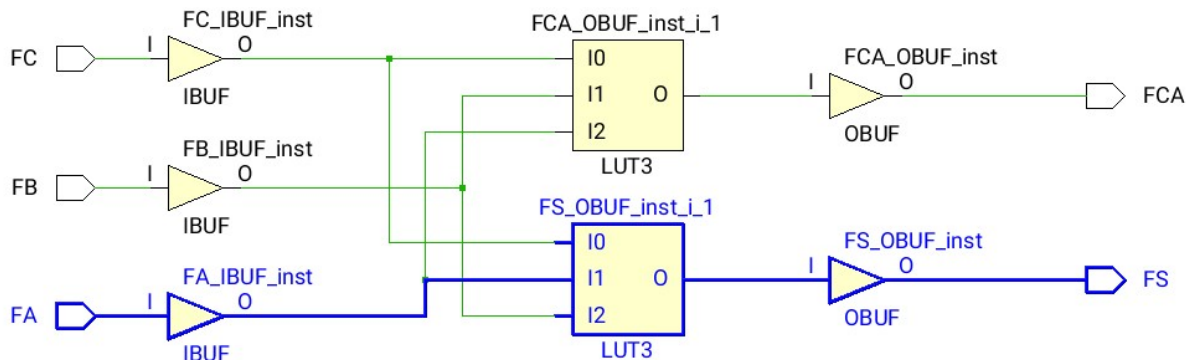 FC_IBUF_inst
FCA_OBUF_inst_i_1
FC
I
O
IBUF
I0
I1
O
I2
LUT3
FCA_OBUF_inst
I
O
OBUF
FCA
FB_IBUF_inst
FB
I
O
IBUF
FS_OBUF_inst_i_1
I0
I1
O
I2
LUT3
FS_OBUF_inst
I
O
OBUF
FS
FA_IBUF_inst
FA
I
O
IBUF